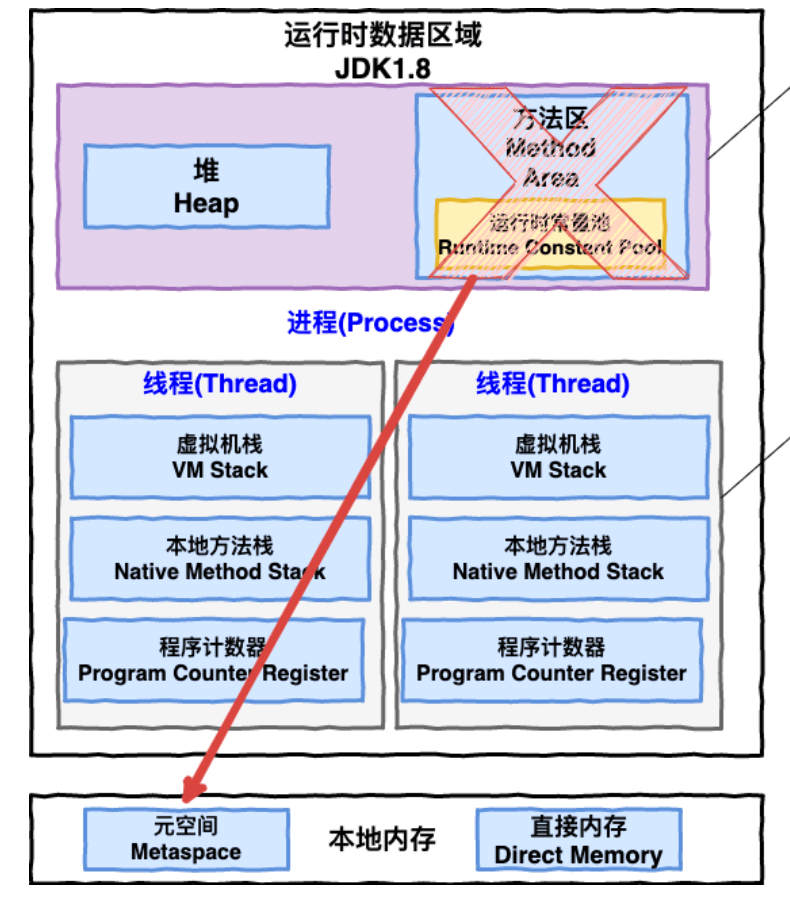 运行时数据区域
JDK1.8
堆
Heap
方法区
Method
Area
运行时常量池
Runtime Constant Pool
进程(Process)
线程(Thread)
虚拟机栈
VM Stack
本地方法栈
Native Method Stack
程序计数器
Program Counter Register
线程(Thread)
虚拟机栈
VM Stack
本地方法栈
Native Method Stack
程序计数器
Program Counter Register
元空间
Metaspace
本地内存
直接内存
Direct Memory